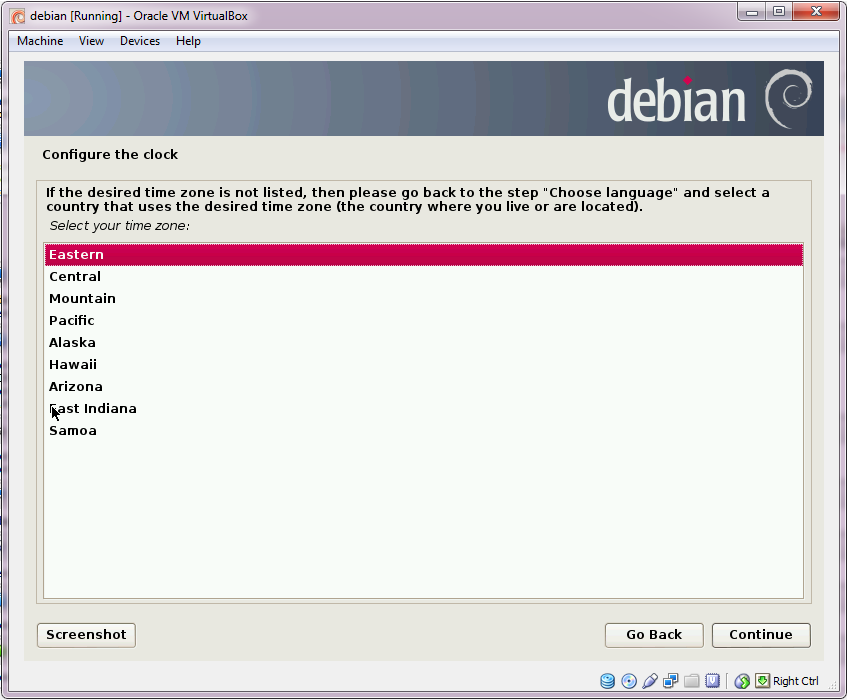 debian [Running] - Oracle VM VirtualBox
Machine View Devices Help
debian
Configure the clock
If the desired time zone is not listed, then please go back to the step "Choose language" and select a
country that uses the desired time zone (the country where you live or are located).
Select your time zone:
Eastern
Central
Mountain
Pacific
Alaska
Hawaii
Arizona
East Indiana
Samoa
Screenshot
Go Back
Continue
Right Ctrl